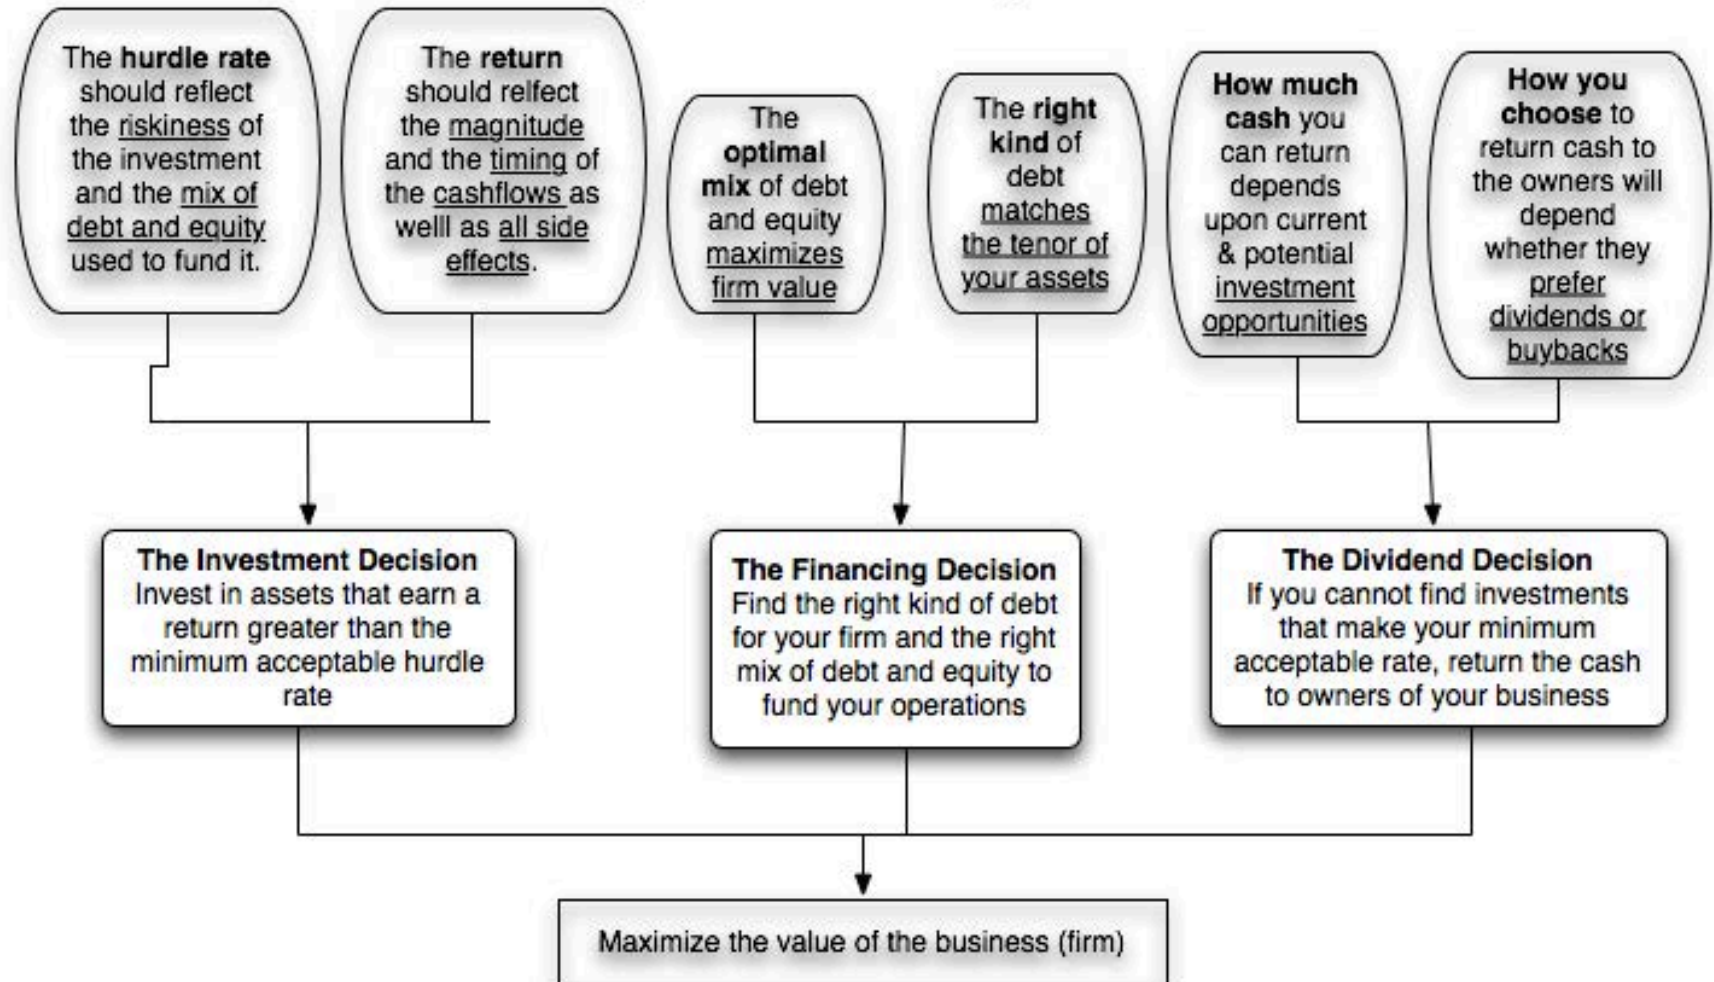 The hurdle rate
should reflect
the riskiness of
the investment
and the mix of
debt and equity
used to fund it.
The return
should relfect
the magnitude
and the timing of
the cashflows as
welll as all side
effects.
The
optimal
mix of debt
and equity
maximizes
firm value
The right
kind of
debt
matches
the tenor of
your assets
How much
cash you
can return
depends
upon current
& potential
investment
opportunities
How you
choose to
return cash to
the owners will
depend
whether they
prefer
dividends or
buybacks
The Investment Decision
Invest in assets that earn a
return greater than the
minimum acceptable hurdle
rate
The Financing Decision
Find the right kind of debt
for your firm and the right
mix of debt and equity to
fund your operations
The Dividend Decision
If you cannot find investments
that make your minimum
acceptable rate, return the cash
to owners of your business
Maximize the value of the business (firm)